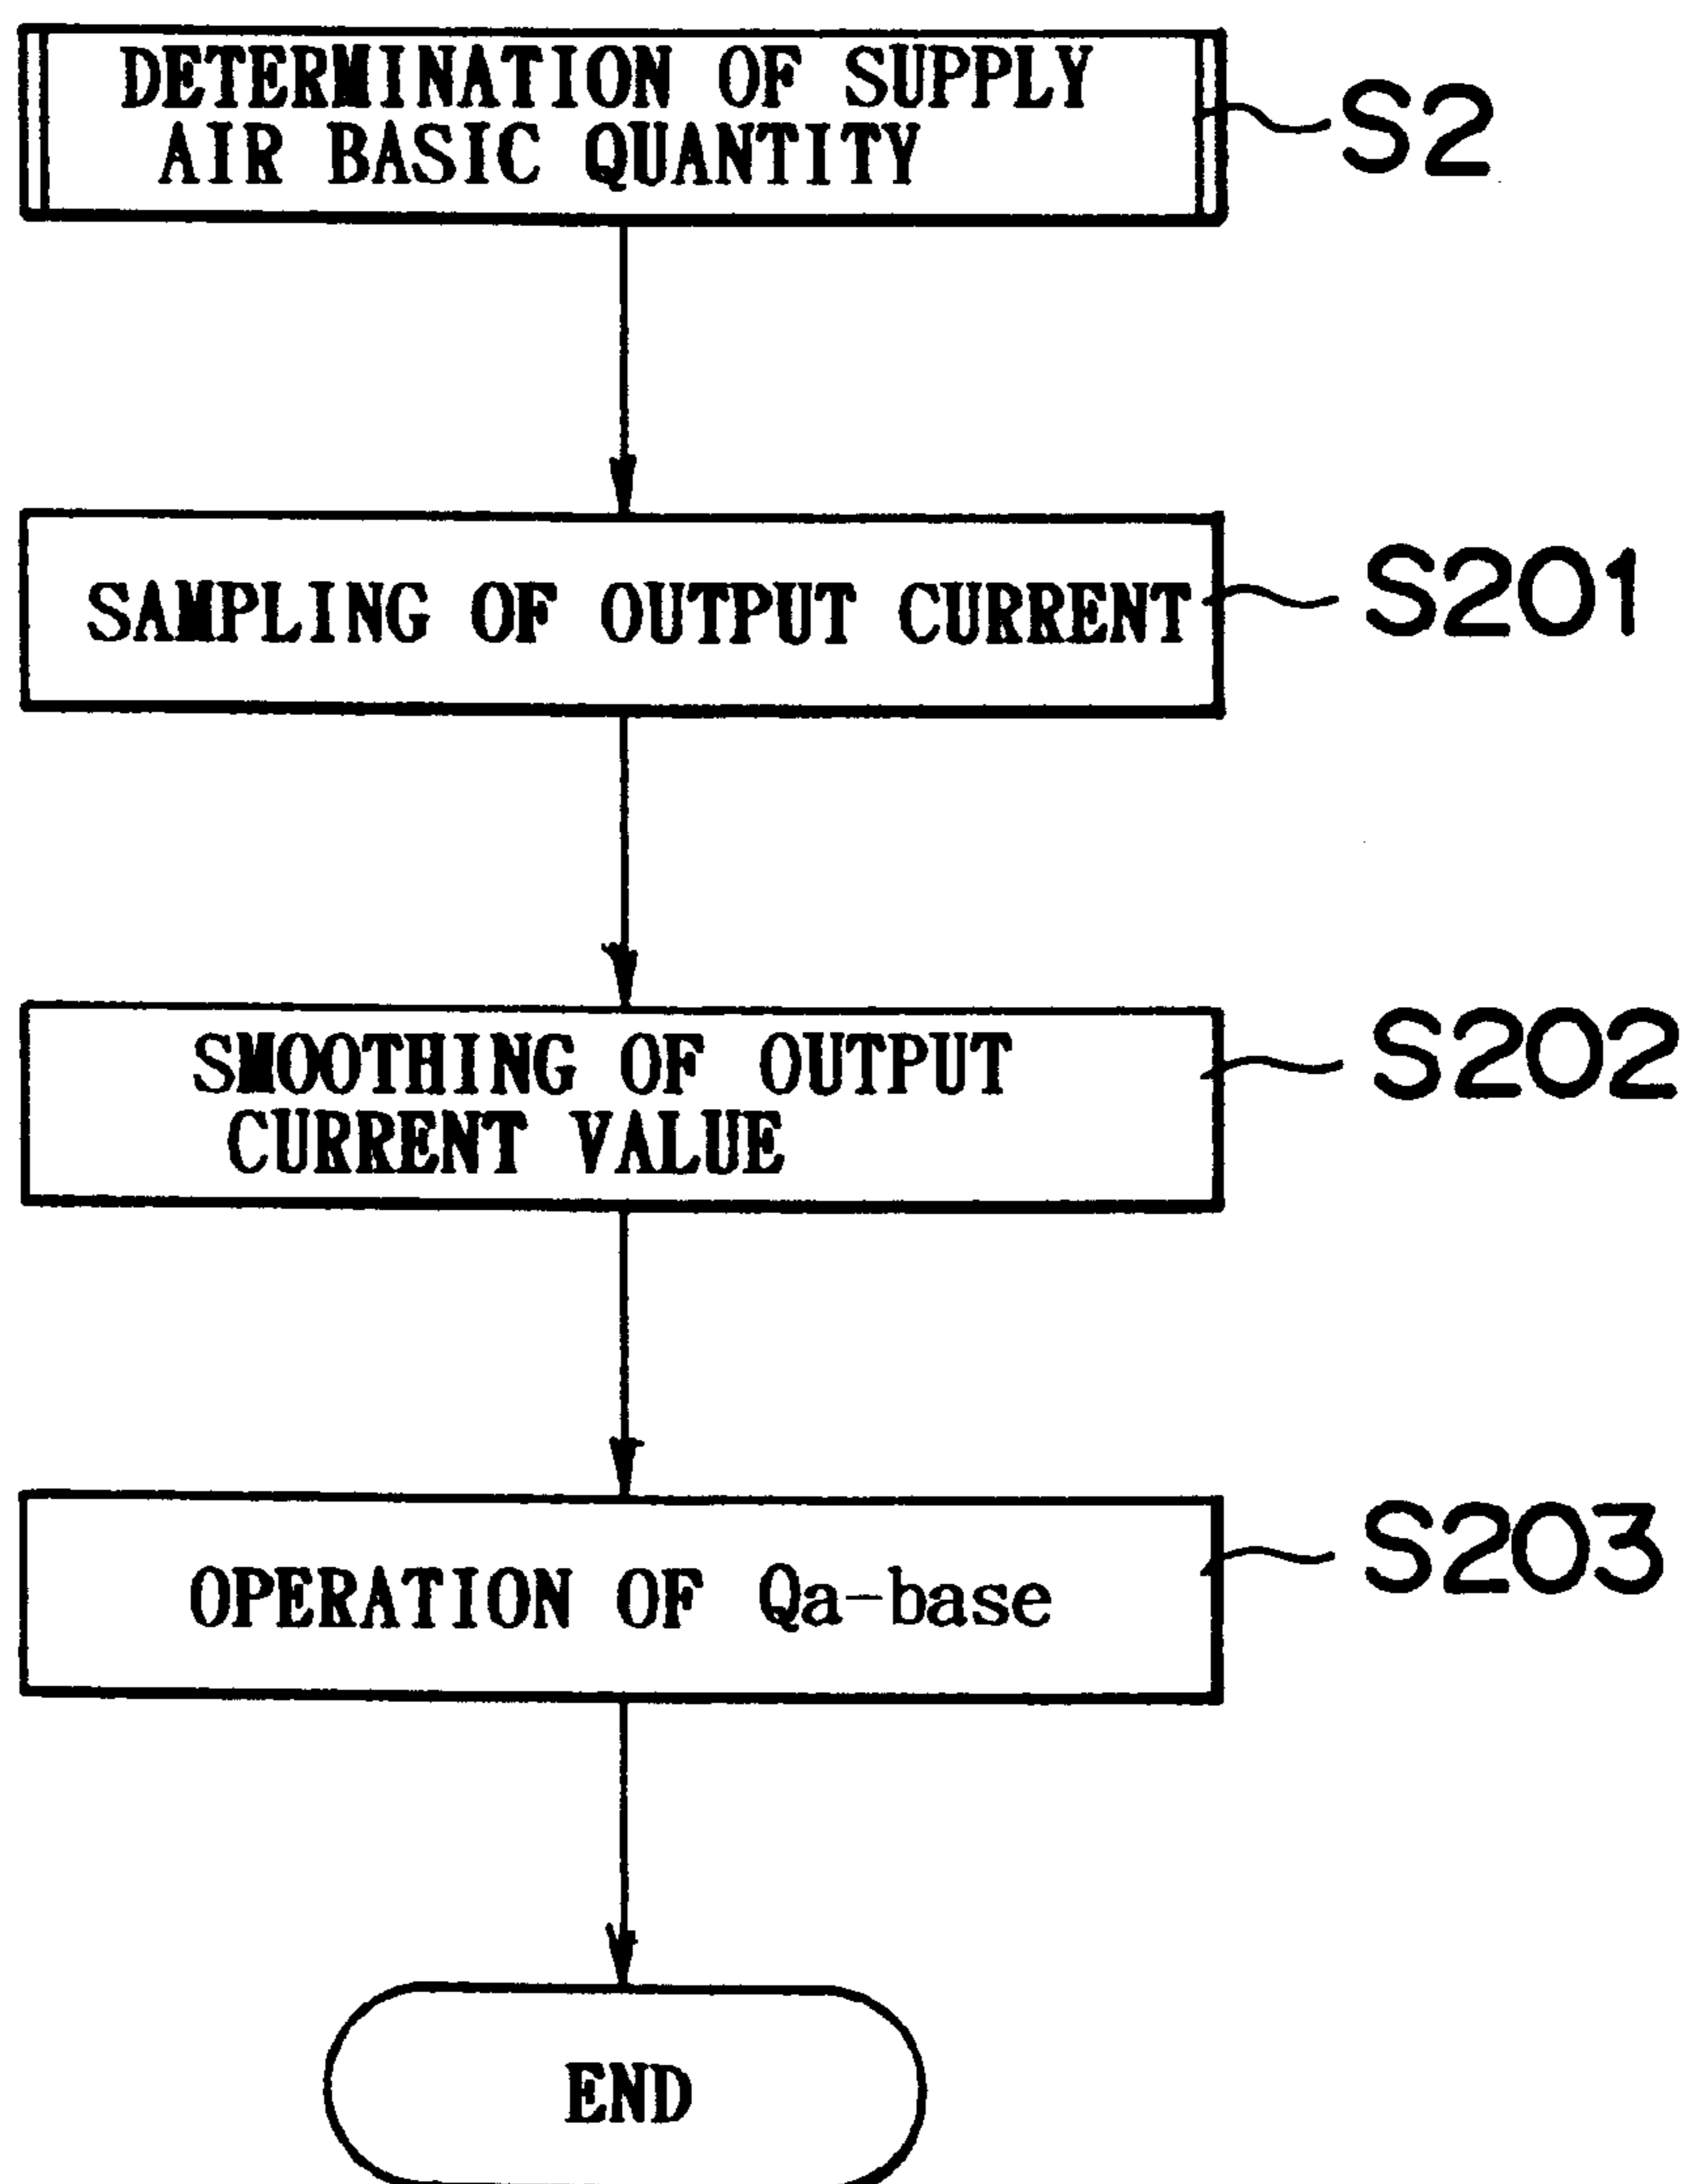 DETERMINATION OF SUPPLY
AIR BASIC QUANTITY
S2
SAMPLING OF OUTPUT CURRENT
S201
SMOOTHING OF OUTPUT
CURRENT VALUE
S202
OPERATION OF Qa-base
S203
END